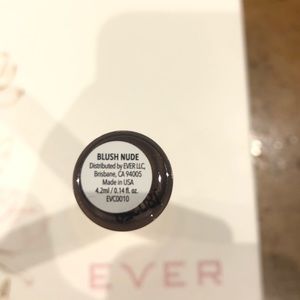 BLUSH NUDE
Distributed by EVER LLC,
Brisbane, CA 94005
Made in USA
4.2ml / 0.14 fl. oz.
EVC0010
EVER